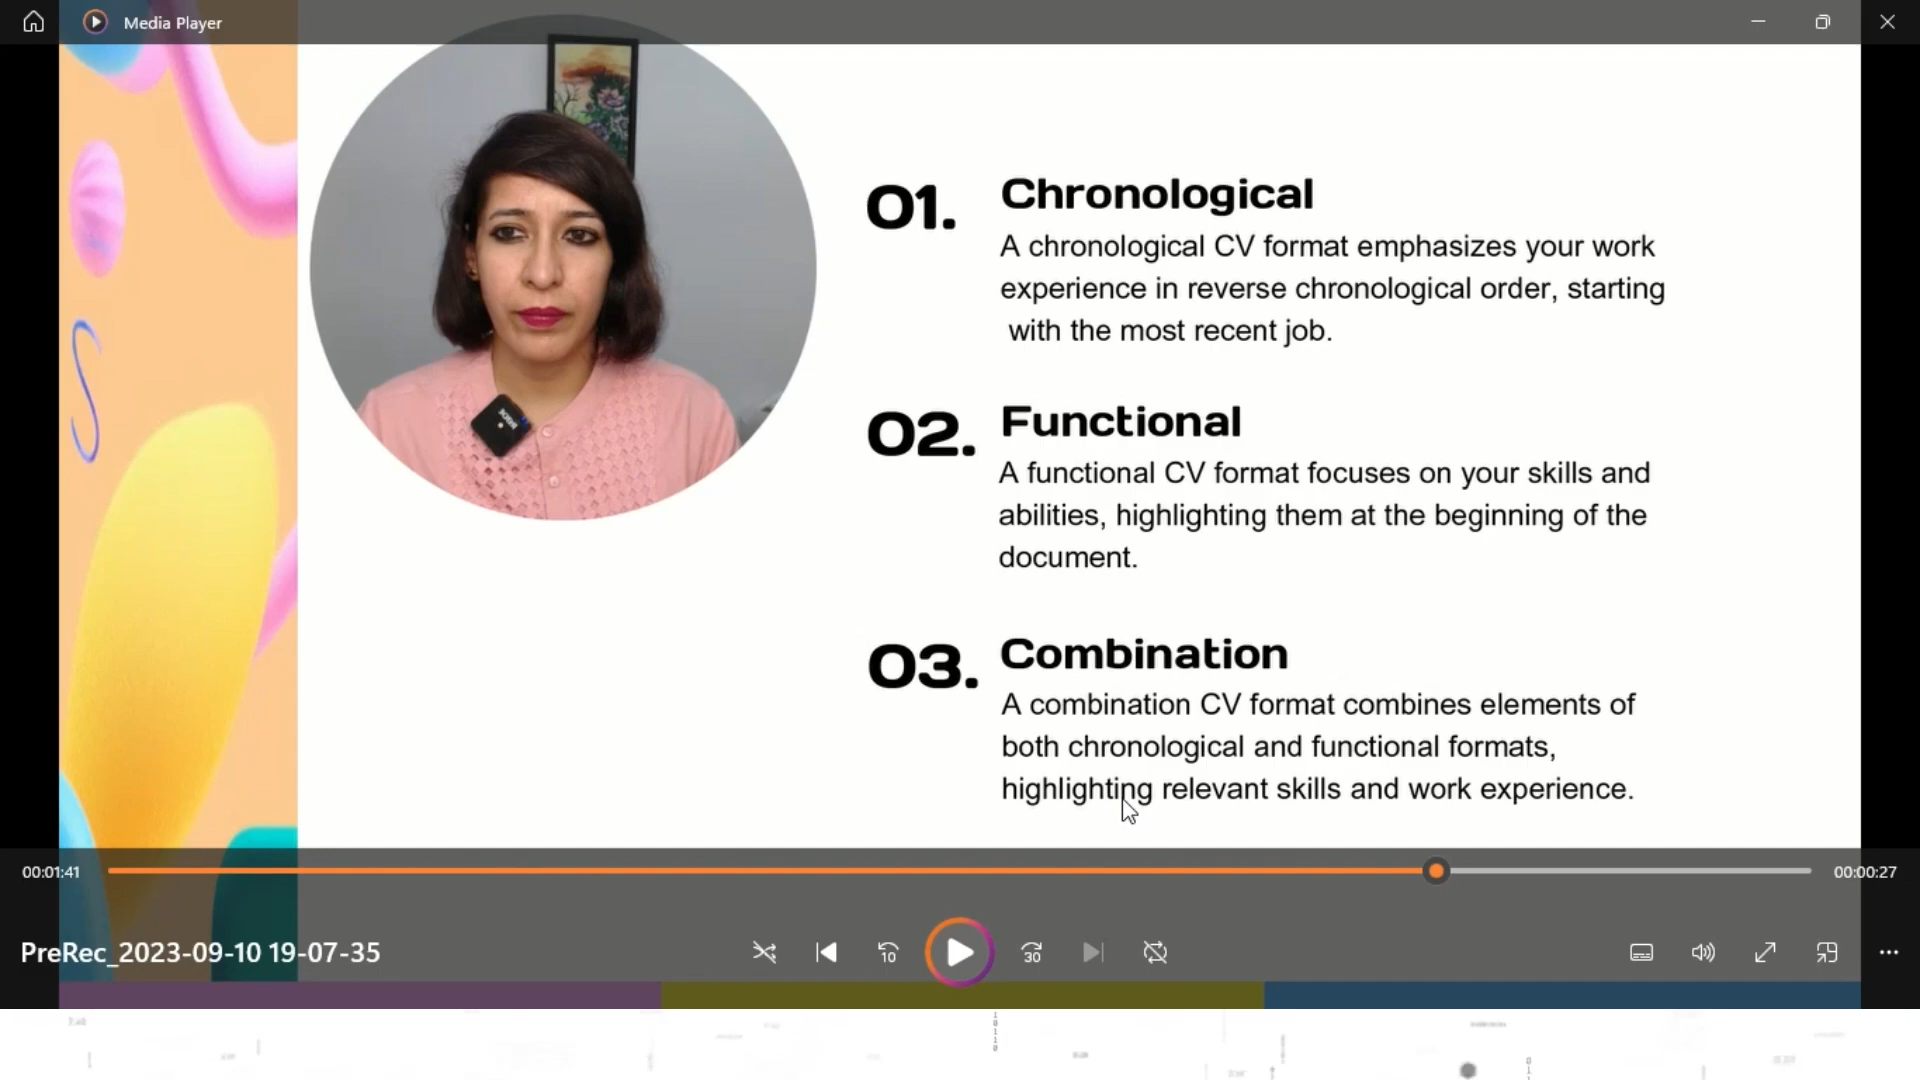 Media Player
01.
Chronological
A chronological CV format emphasizes your work
experience in reverse chronological order, starting
with the most recent job.
02.
Functional
A functional CV format focuses on your skills and
abilities, highlighting them at the beginning of the
document.
03.
Combination
A combination CV format combines elements of
both chronological and functional formats,
highlighting relevant skills and work experience.
00:01:41
00:00:27
PreRec_2023-09-10 19-07-35
10
30